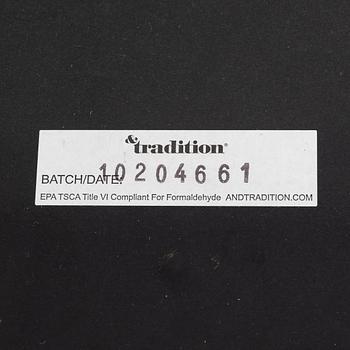 &tradition®
BATCH/DATE: 10204661
EPA TSCA Title VI Compliant For Formaldehyde ANDTRADITION.COM